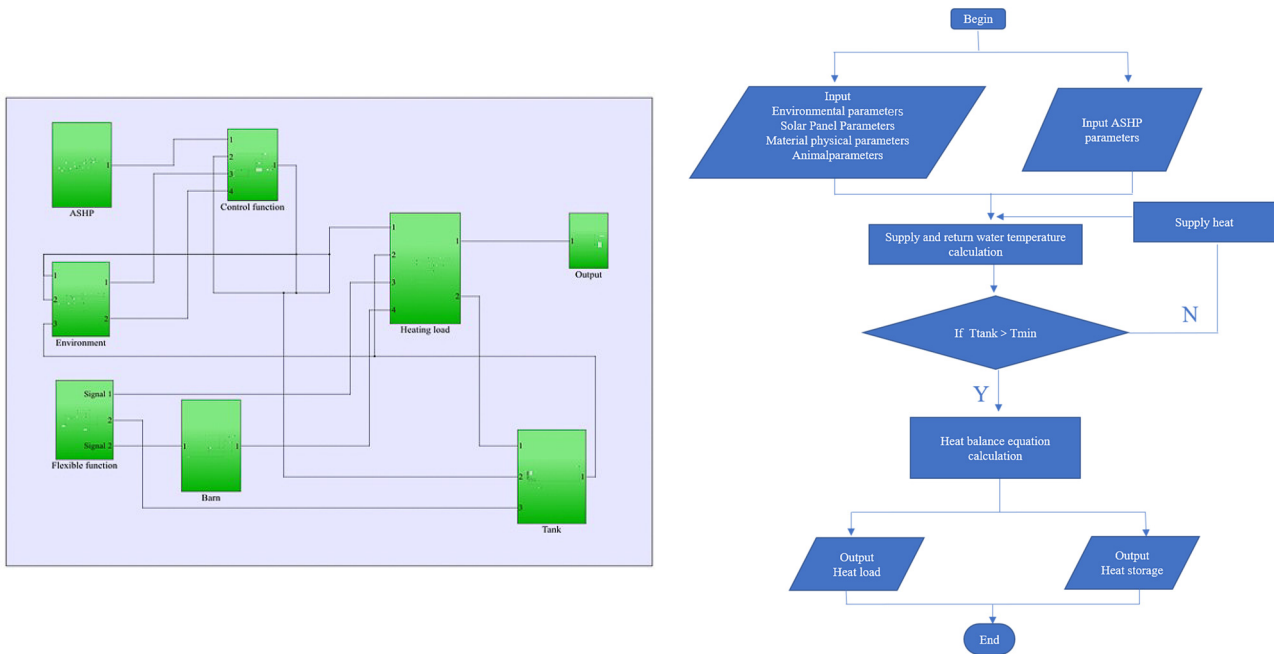 1
ASHP
1
2
3
4
1
Control function
1
2
3
1
2
Environment
1
2
3
4
1
2
Heating load
1
Output
Signal 1
2
Signal 2
Flexible function
1
1
Barn
1
2
3
1
Tank
Begin
Input
Environmental parameters
Solar Panel Parameters
Material physical parameters
Animalparameters
Input ASHP
parameters
Supply heat
Supply and return water temperature
calculation
If Ttank > Tmin
N
Y
Heat balance equation
calculation
Output
Heat load
Output
Heat storage
End